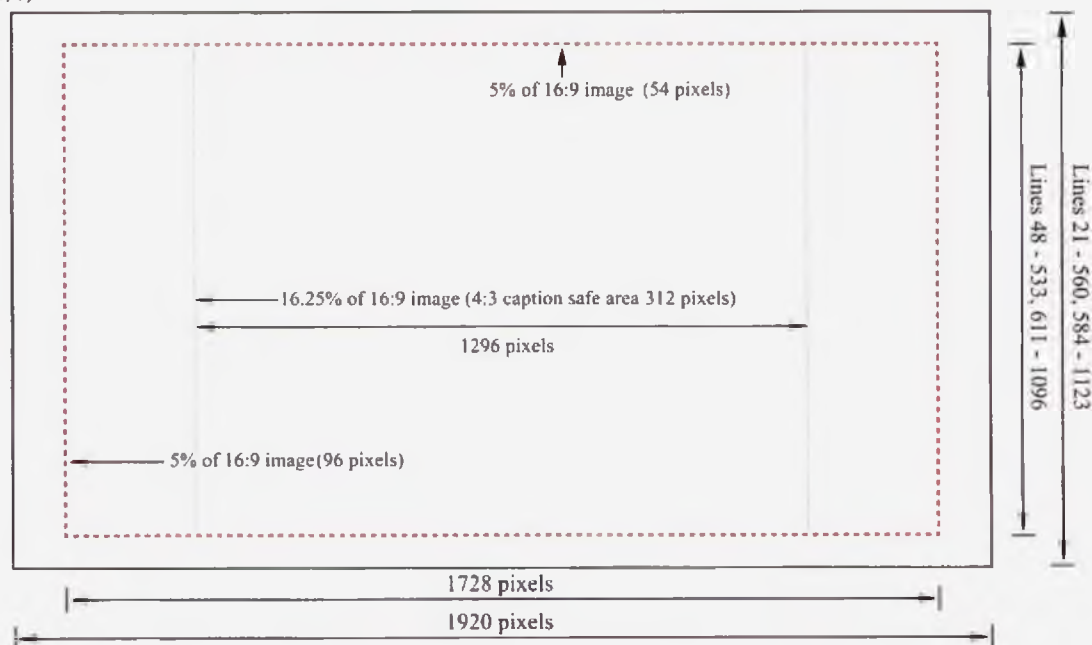 5% of 16:9 image (54 pixels)
16.25% of 16:9 image (4:3 caption safe area 312 pixels)
1296 pixels
5% of 16:9 image(96 pixels)
1728 pixels
1920 pixels
Lines 48 - 533, 611 - 1096
Lines 21 - 560, 584 - 1123